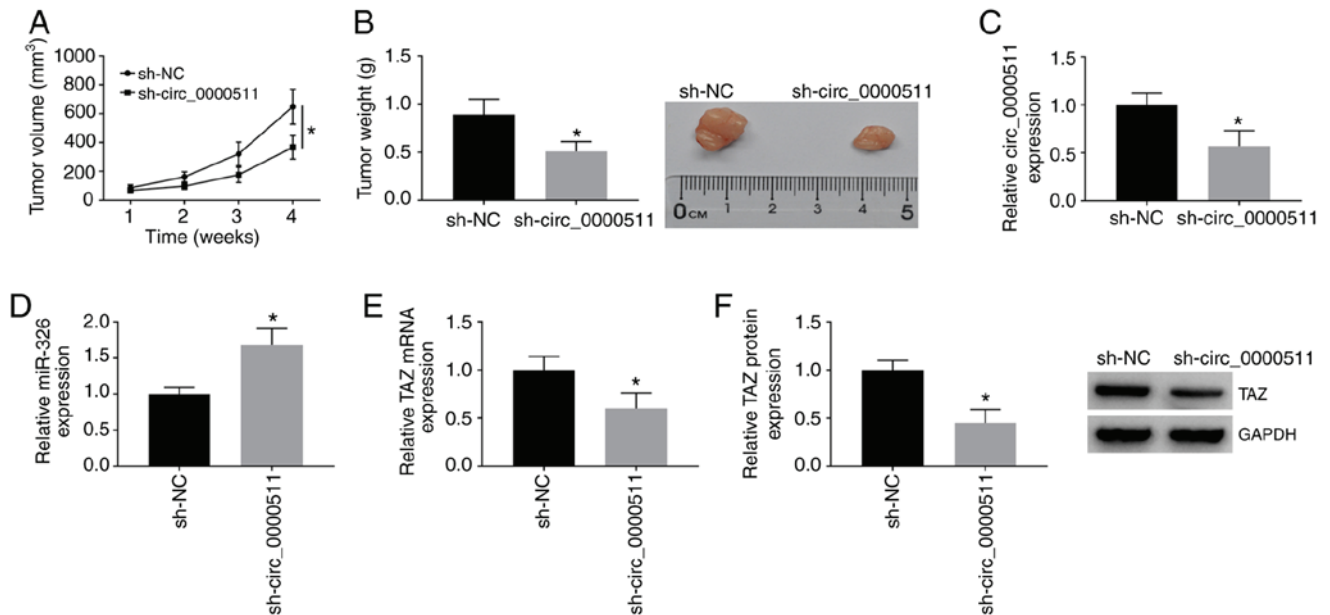 A
Tumor volume (mm³)
1000
800
600
400
200
0
sh-NC
sh-circ_0000511
*
1 2 3 4
Time (weeks)
B
Tumor weight (g)
1.5
1.0
0.5
0.0
*
sh-NC sh-circ_0000511
sh-NC sh-circ_0000511
0CM 1 2 3 4 5
C
Relative circ_0000511
expression
1.5
1.0
0.5
0.0
*
sh-NC sh-circ_0000511
D
Relative miR-326
expression
2.0
1.5
1.0
0.5
0.0
*
sh-NC
sh-circ_0000511
E
Relative TAZ mRNA
expression
1.5
1.0
0.5
0.0
*
sh-NC
sh-circ_0000511
F
Relative TAZ protein
expression
1.5
1.0
0.5
0.0
*
sh-NC
sh-circ_0000511
sh-NC sh-circ_0000511
TAZ
GAPDH